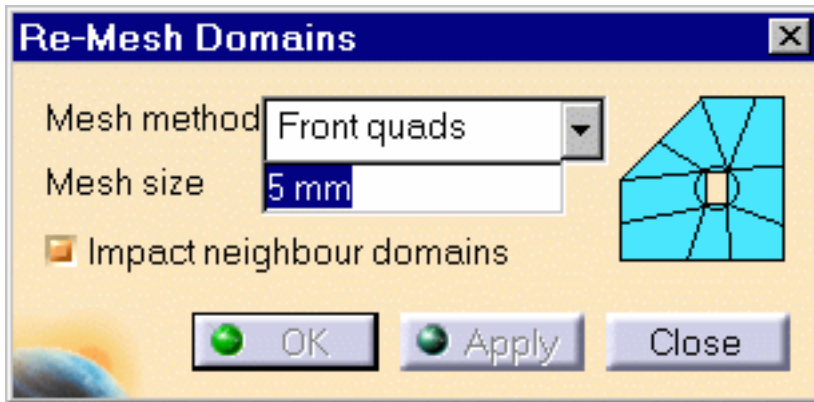 Re-Mesh Domains
Mesh method Front quads
Mesh size 5 mm
Impact neighbour domains
OK Apply Close